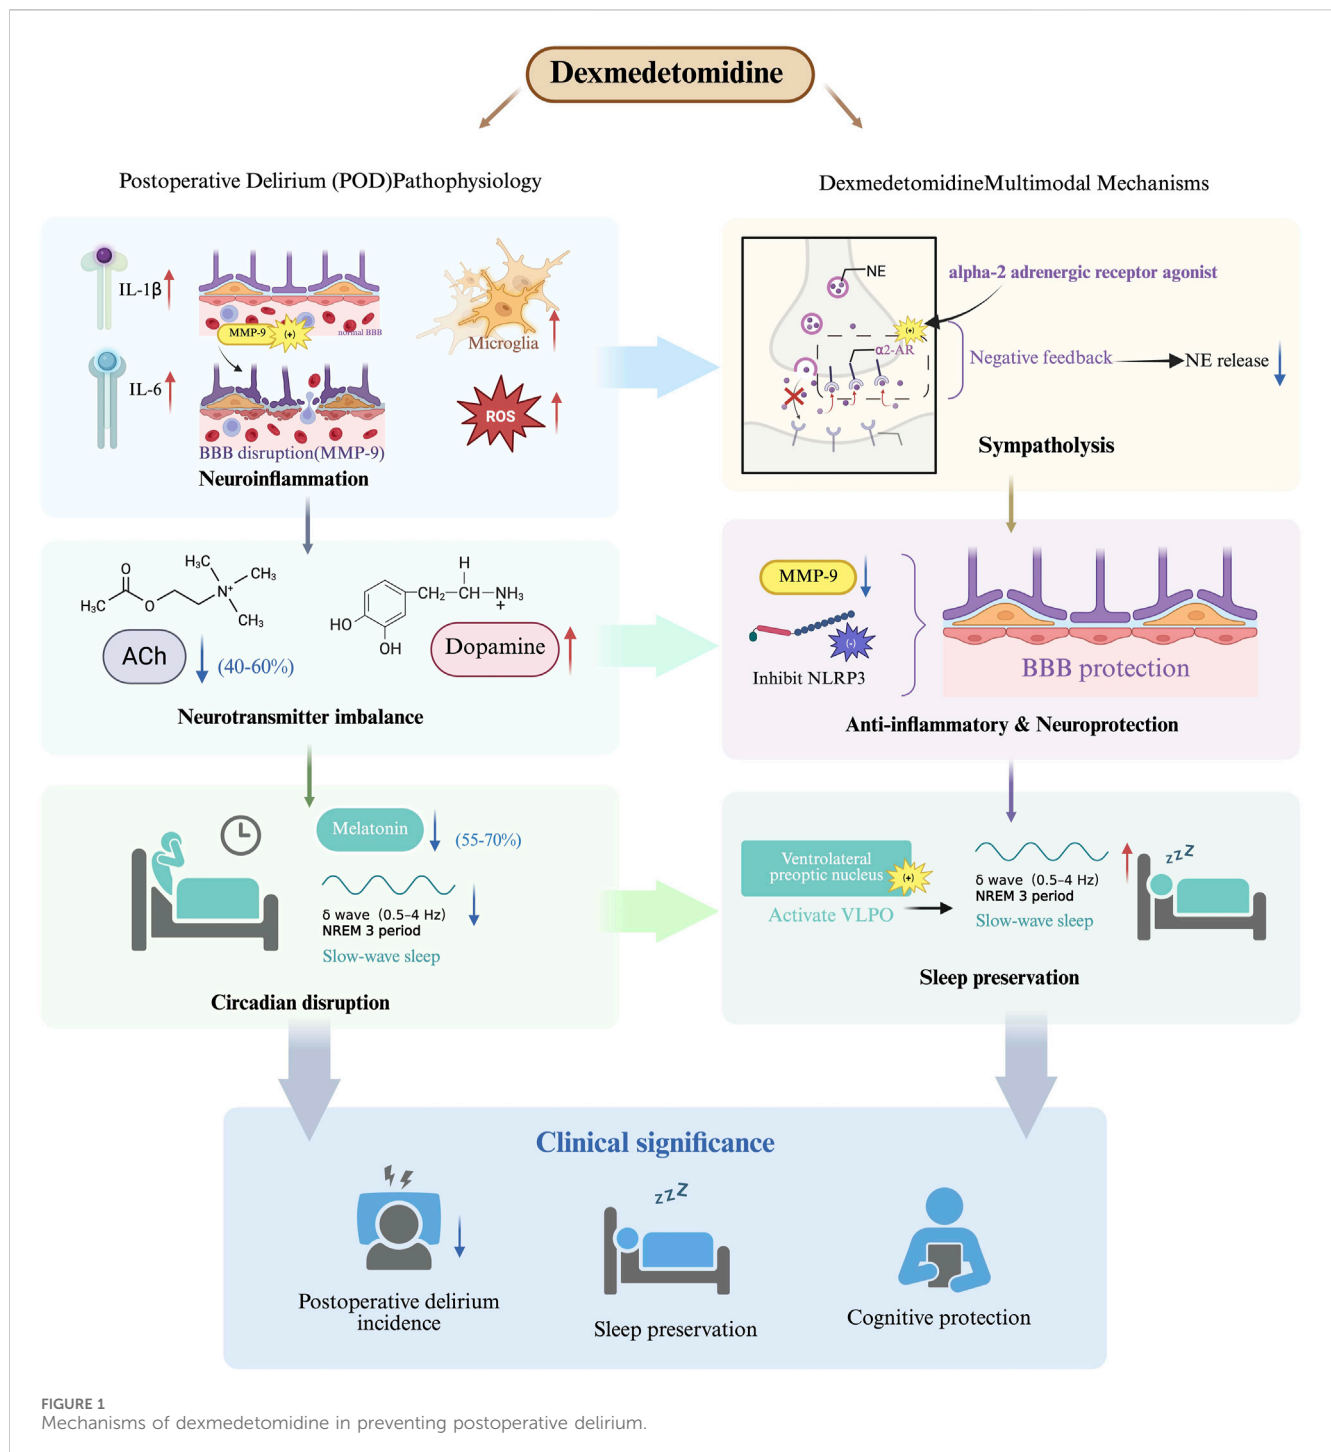 Dexmedetomidine
Postoperative Delirium (POD)Pathophysiology
IL-1β
MMP-9
(+)
normal BBB
Microglia
IL-6
ROS
BBB disruption(MMP-9)
Neuroinflammation
O
H₃C
O
H₃C
CH₃
N⁺
CH₃
ACh
(40-60%)
H
CH₂
CH
NH₃
+
HO
OH
Dopamine
Neurotransmitter imbalance
Melatonin
(55-70%)
δ wave (0.5–4 Hz)
NREM 3 period
Slow-wave sleep
Circadian disruption
DexmedetomidineMultimodal Mechanisms
NE
alpha-2 adrenergic receptor agonist
(+)
α2-AR
Negative feedback
NE release
Sympatholysis
MMP-9
(-)
Inhibit NLRP3
BBB protection
Anti-inflammatory & Neuroprotection
Ventrolateral
preoptic nucleus
(+)
Activate VLPO
δ wave (0.5–4 Hz)
NREM 3 period
Slow-wave sleep
zzZ
Sleep preservation
Clinical significance
Postoperative delirium
incidence
zzZ
Sleep preservation
Cognitive protection
FIGURE 1
Mechanisms of dexmedetomidine in preventing postoperative delirium.